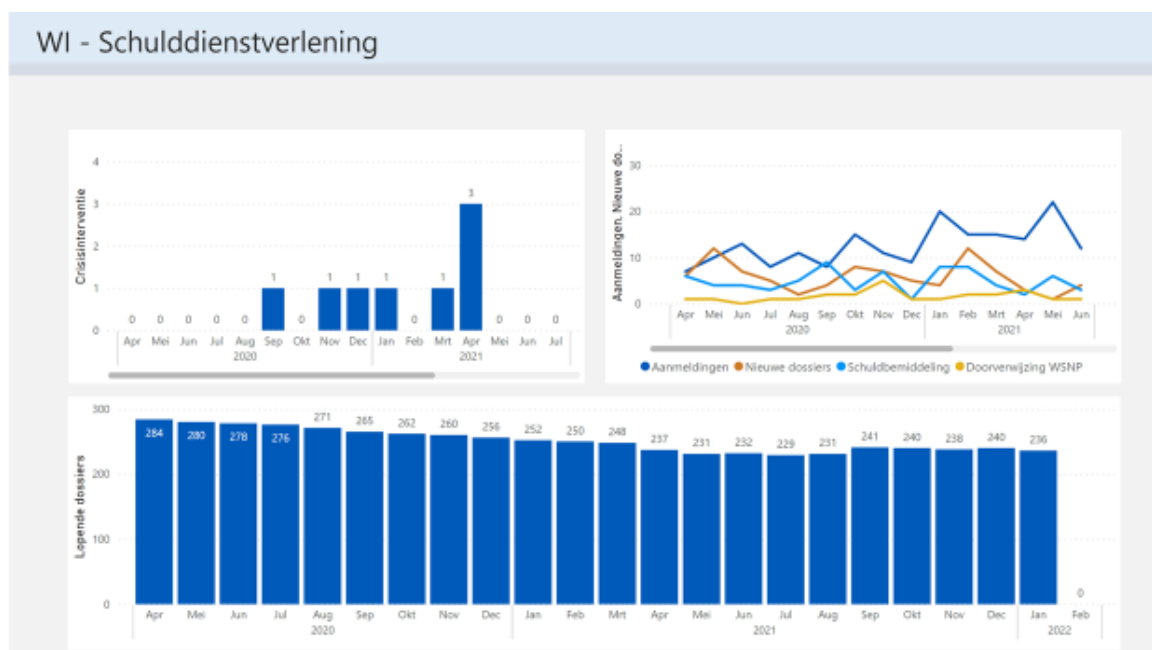 WI - Schulddienstverlening
Crisisinterventie
4
3
2
1
0
0 0 0 0 0 1 0 1 1 1 0 1 3 0 0 0
Apr Mei Jun Jul Aug Sep Okt Nov Dec Jan Feb Mrt Apr Mei Jun Jul
2020 2021
Aanmeldingen, Nieuwe do...
30
20
10
0
Apr Mei Jun Jul Aug Sep Okt Nov Dec Jan Feb Mrt Apr Mei Jun
2020 2021
Aanmeldingen Nieuwe dossiers Schuldbemiddeling Doorverwijzing WSNP
Lopende dossiers
300
200
100
0
284 280 278 276 271 265 262 260 256 252 250 248 237 231 232 229 231 241 240 238 240 236 0
Apr Mei Jun Jul Aug Sep Okt Nov Dec Jan Feb Mrt Apr Mei Jun Jul Aug Sep Okt Nov Dec Jan Feb
2020 2021 2022